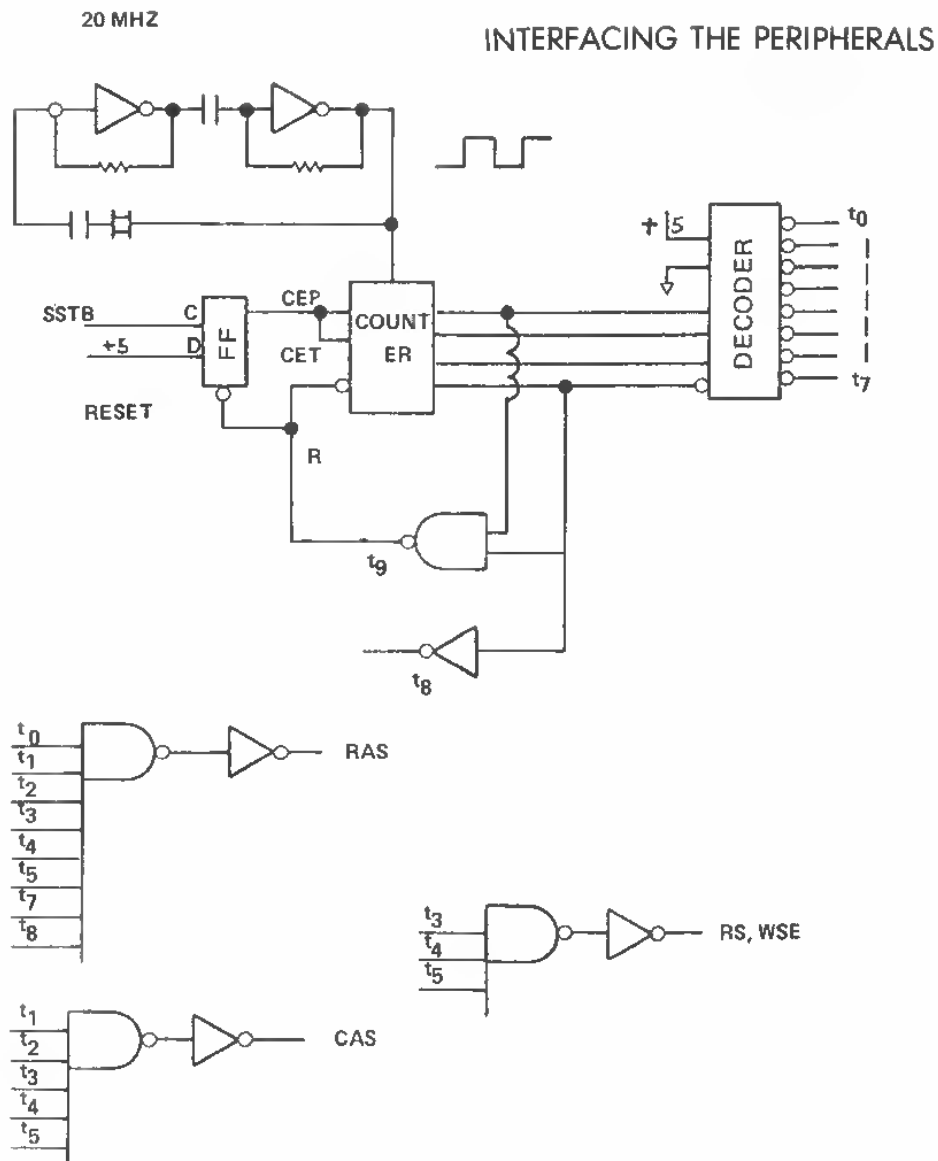 20 MHZ
INTERFACING THE PERIPHERALS
+5
t0
DECODER
t7
SSTB
C
FF
CEP
COUNT
ER
+5
D
CET
RESET
R
t9
t8
t0
t1
t2
t3
t4
t5
t7
t8
RAS
t3
t4
t5
RS, WSE
t1
t2
t3
t4
t5
CAS